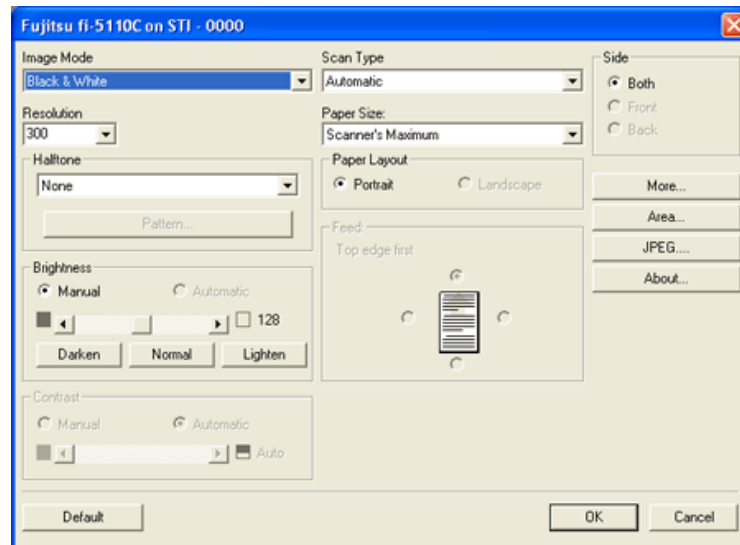 Fujitsu fi-5110C on STI - 0000
Image Mode
Black & White
Resolution
300
Halftone
None
Pattern...
Brightness
Manual
Automatic
128
Darken
Normal
Lighten
Contrast
Manual
Automatic
Auto
Scan Type
Automatic
Paper Size:
Scanner's Maximum
Paper Layout
Portrait
Landscape
Feed:
Top edge first
Side
Both
Front
Back
More...
Area...
JPEG....
About...
Default
OK
Cancel